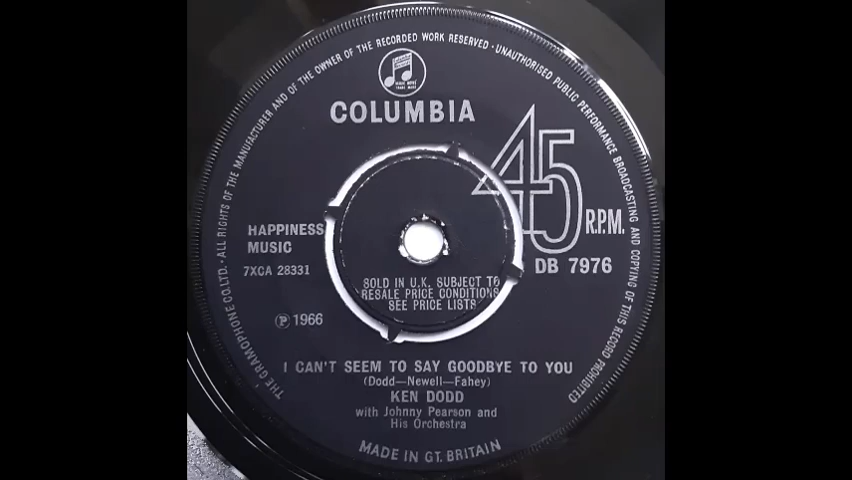 THE GRAMOPHONE CO. LTD. · ALL RIGHTS OF THE MANUFACTURER AND OF THE OWNER OF THE RECORDED WORK RESERVED · UNAUTHORISED PUBLIC PERFORMANCE BROADCASTING AND COPYING OF THIS RECORD PROHIBITED
COLUMBIA
45
R.P.M.
HAPPINESS
MUSIC
7XCA 28331
DB 7976
SOLD IN U.K. SUBJECT TO
RESALE PRICE CONDITIONS
SEE PRICE LISTS
℗ 1966
I CAN'T SEEM TO SAY GOODBYE TO YOU
(Dodd—Newell—Fahey)
KEN DODD
with Johnny Pearson and
His Orchestra
MADE IN GT. BRITAIN